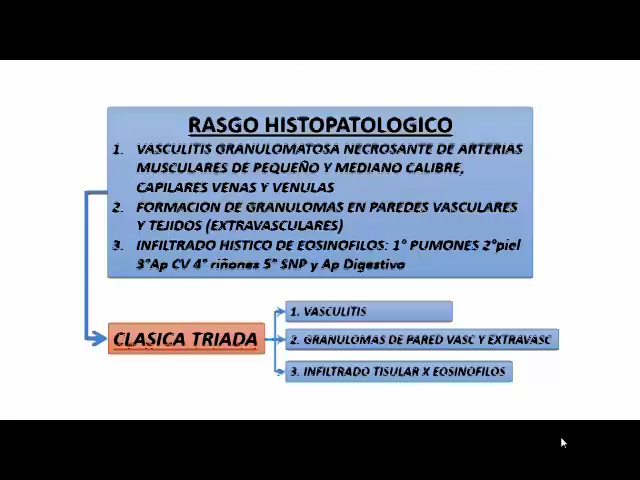 RASGO HISTOPATOLOGICO
1. VASCULITIS GRANULOMATOSA NECROSANTE DE ARTERIAS
MUSCULARES DE PEQUEÑO Y MEDIANO CALIBRE,
CAPILARES VENAS Y VENULAS
2. FORMACION DE GRANULOMAS EN PAREDES VASCULARES
Y TEJIDOS (EXTRAVASCULARES)
3. INFILTRADO HISTICO DE EOSINOFILOS: 1° PUMONES 2°piel
3°Ap CV 4° riñones 5° SNP y Ap Digestivo
CLASICA TRIADA
1. VASCULITIS
2. GRANULOMAS DE PARED VASC Y EXTRAVASC
3. INFILTRADO TISULAR X EOSINOFILOS